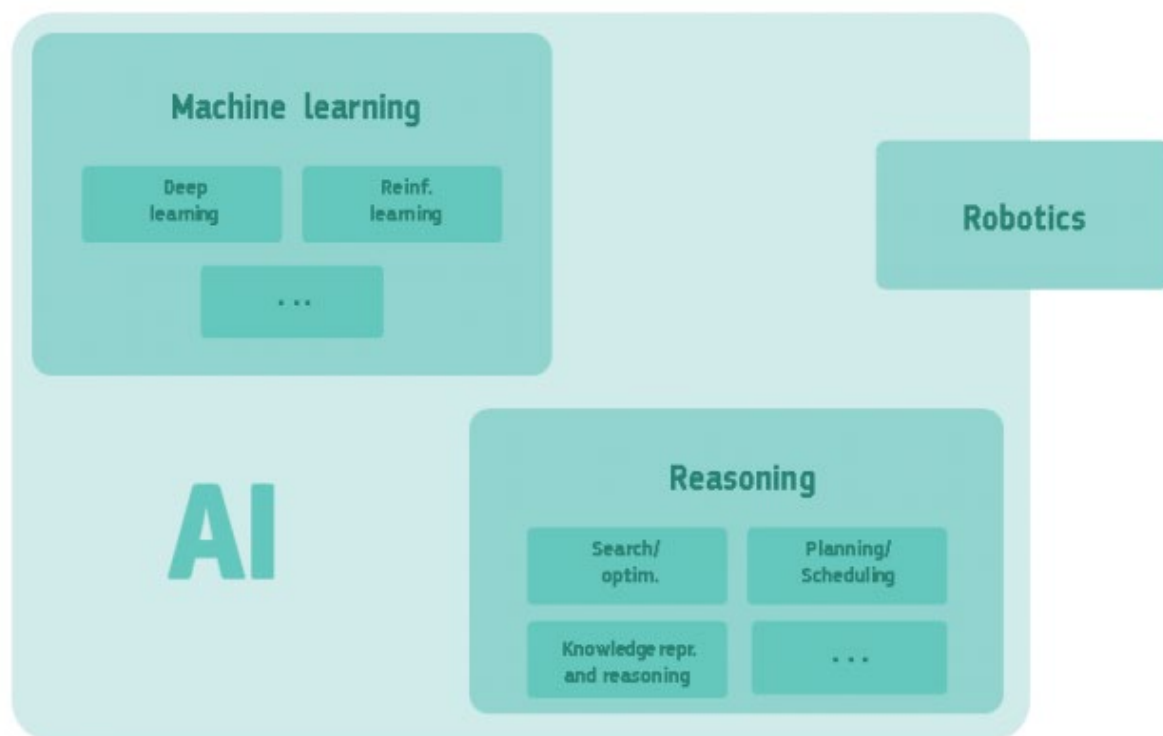 Machine learning
Deep
learning
Reinf.
learning
...
Robotics
AI
Reasoning
Search/
optim.
Planning/
Scheduling
Knowledge repr.
and reasoning
...